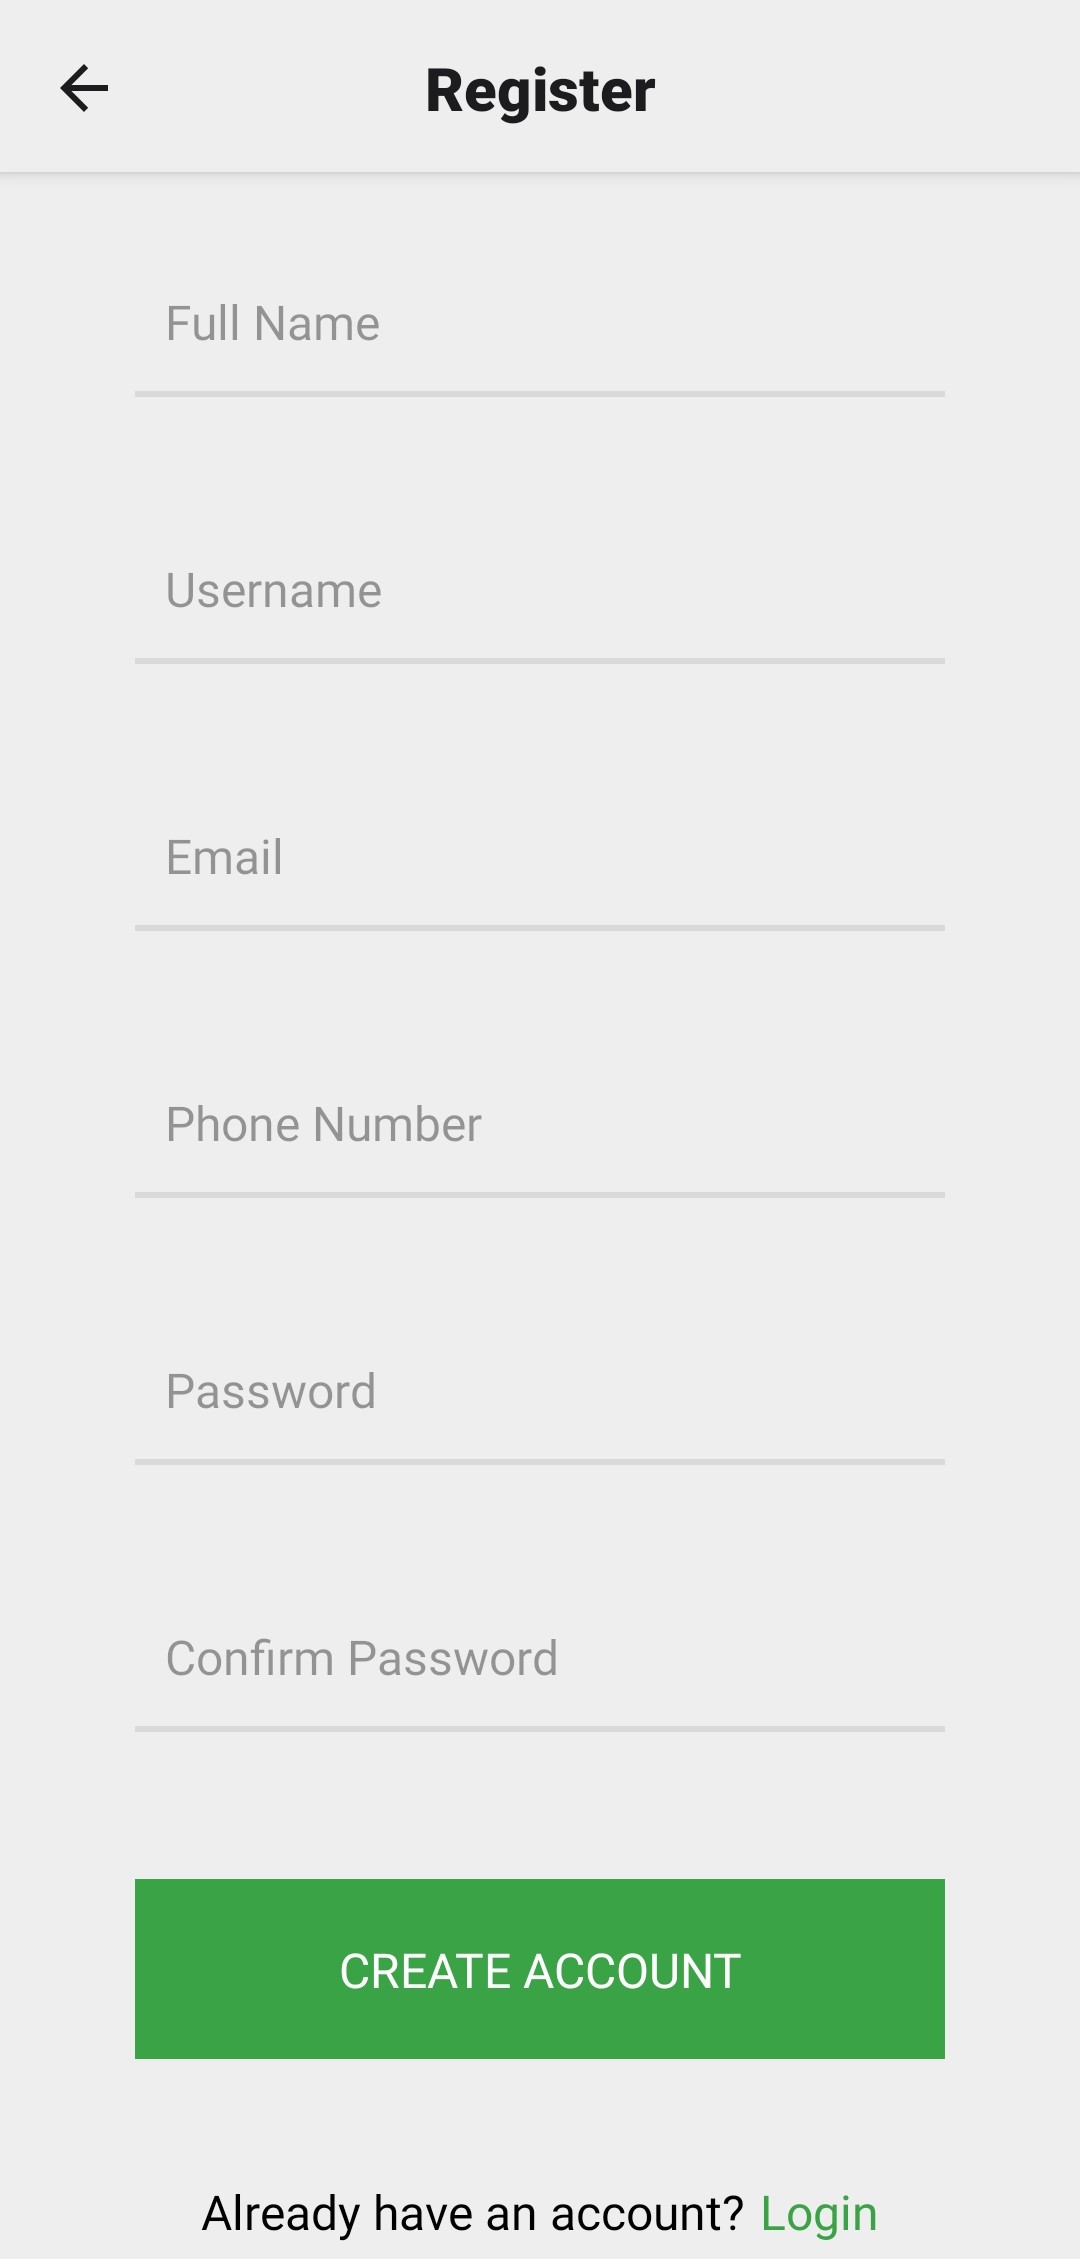 Register
Full Name
Username
Email
Phone Number
Password
Confirm Password
CREATE ACCOUNT
Already have an account? Login